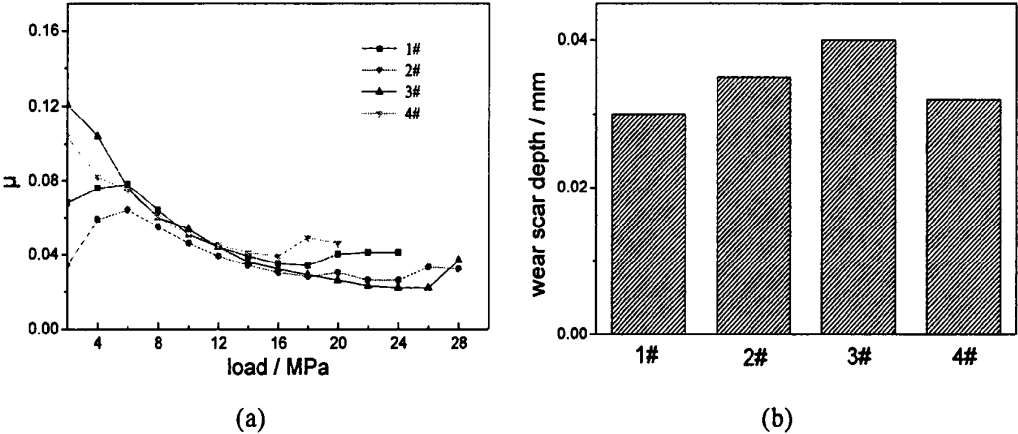 0.16
0.12
0.08
0.04
0.00
μ
1#
2#
3#
4#
4 8 12 16 20 24 28
load / MPa
(a)
0.04
0.02
0.00
wear scar depth / mm
1# 2# 3# 4#
(b)